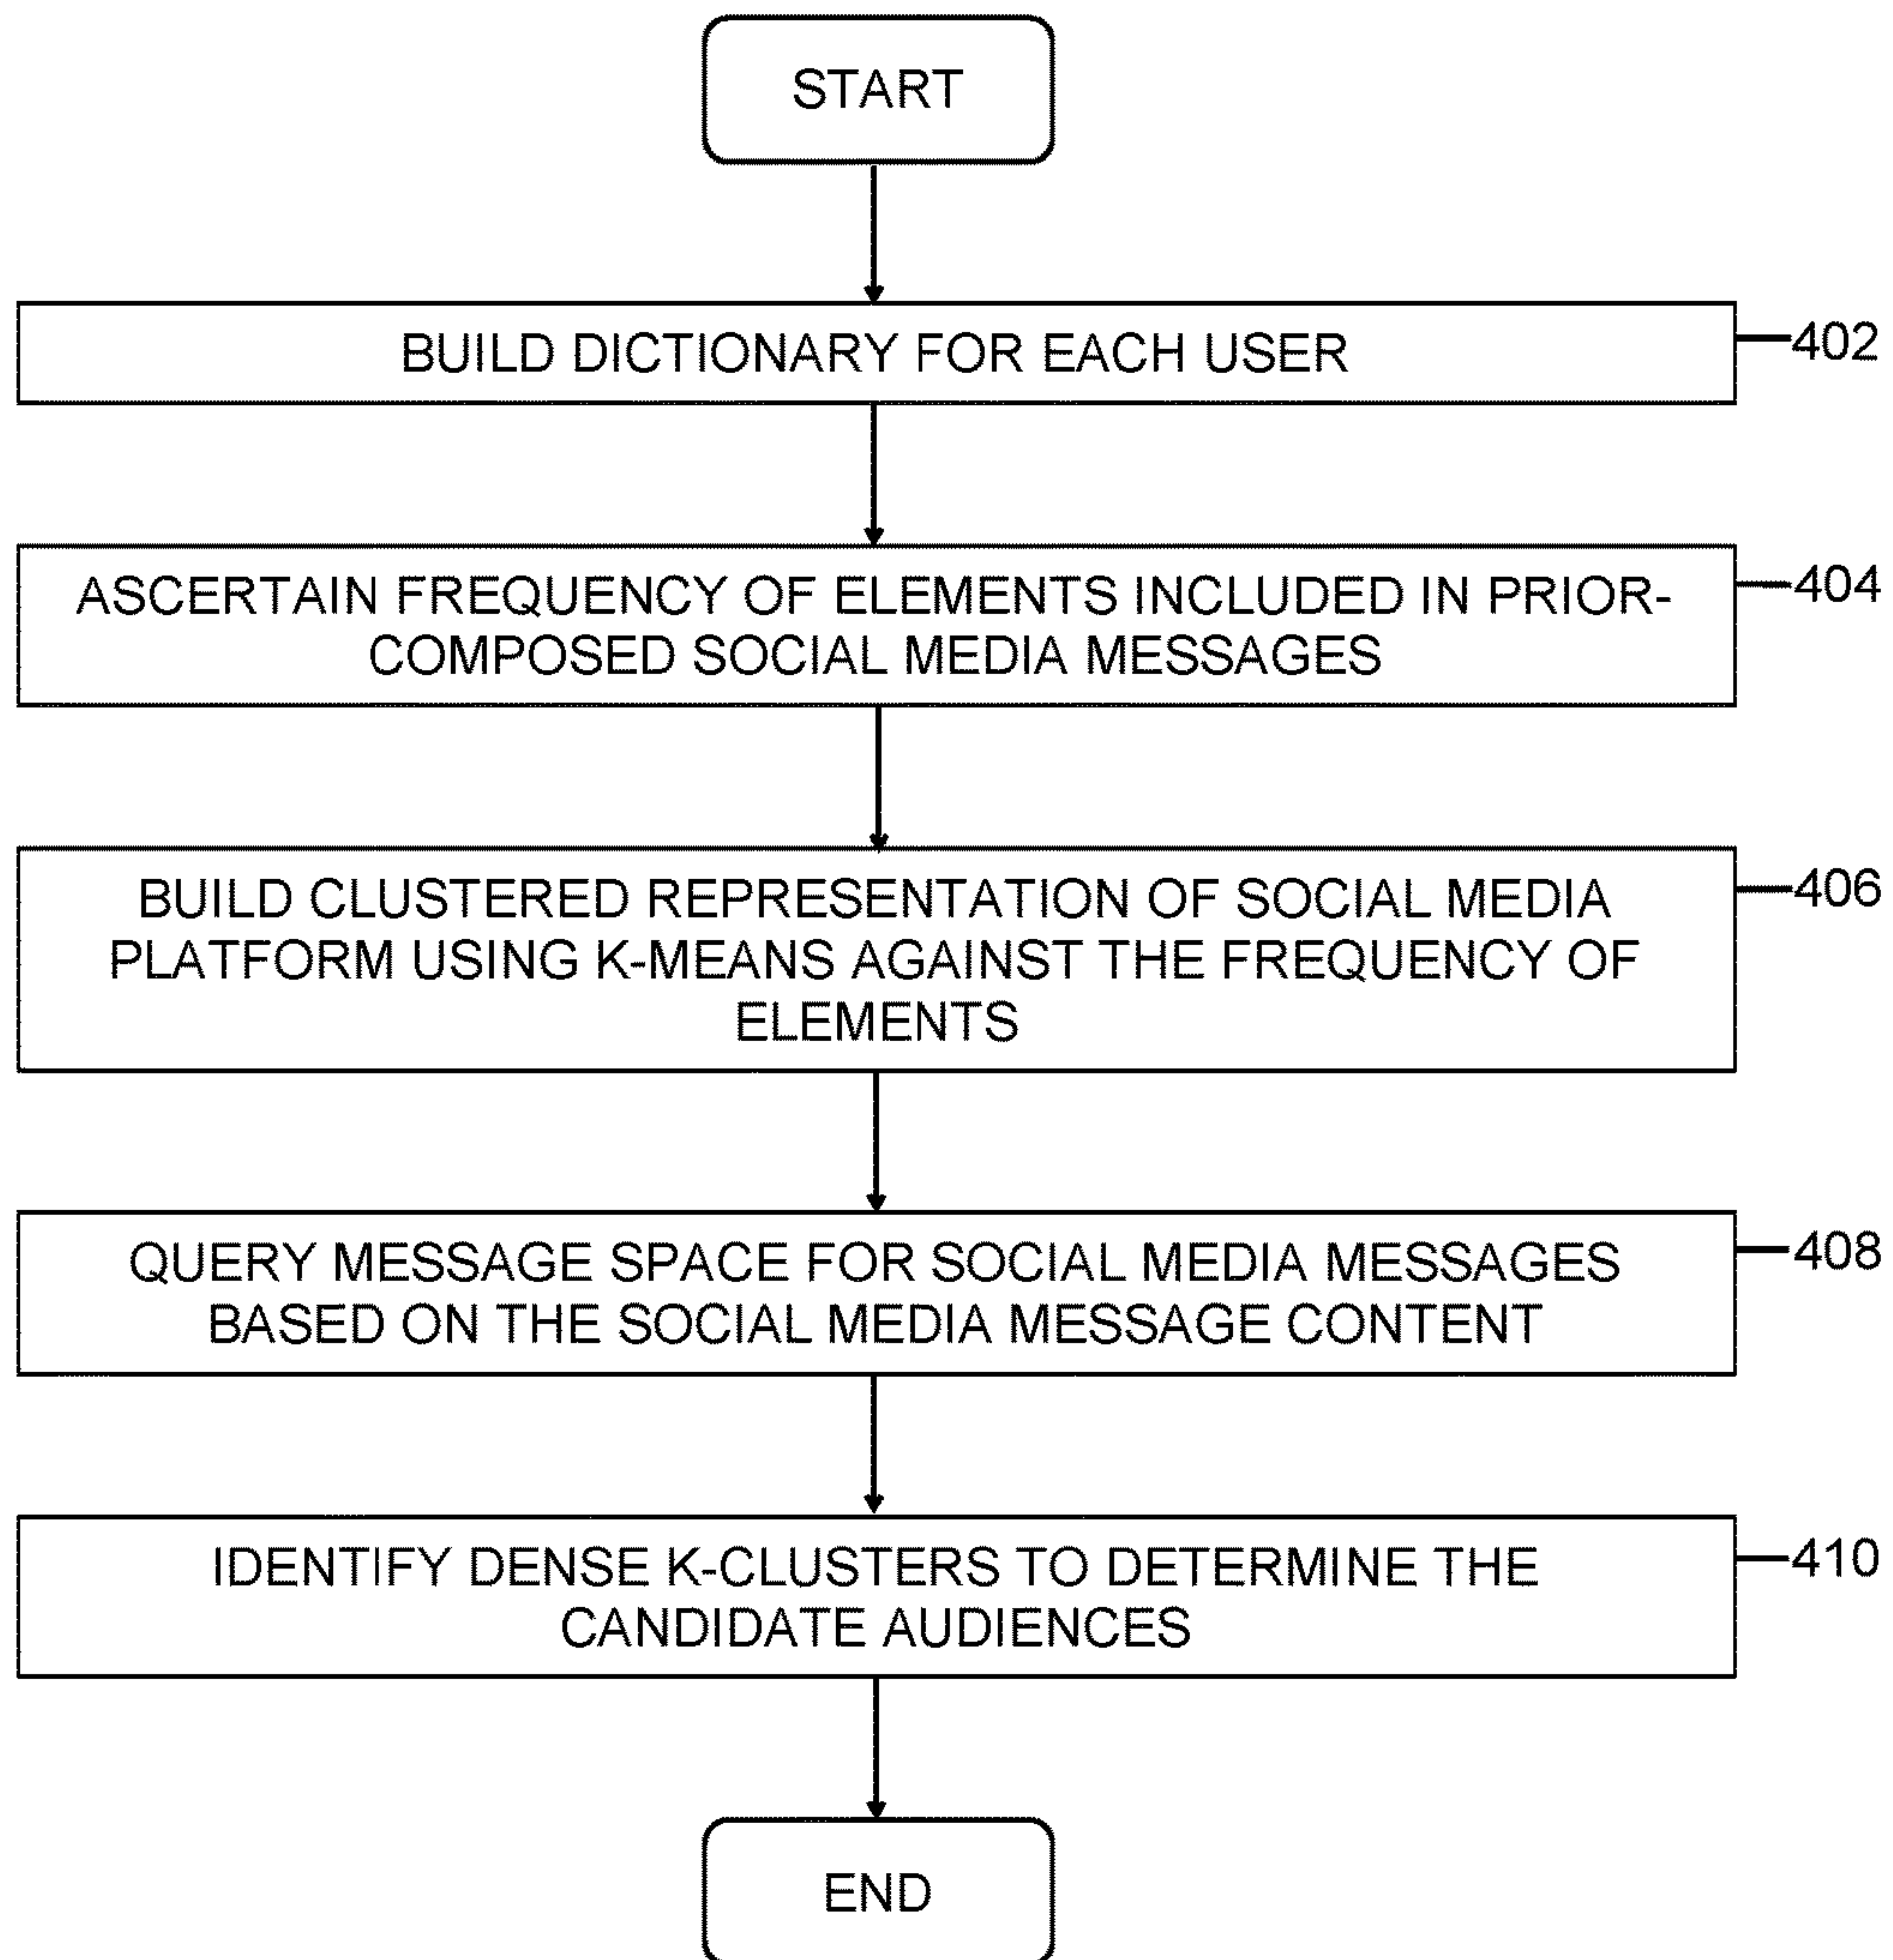 START
BUILD DICTIONARY FOR EACH USER
402
ASCERTAIN FREQUENCY OF ELEMENTS INCLUDED IN PRIOR-
COMPOSED SOCIAL MEDIA MESSAGES
404
BUILD CLUSTERED REPRESENTATION OF SOCIAL MEDIA
PLATFORM USING K-MEANS AGAINST THE FREQUENCY OF
ELEMENTS
406
QUERY MESSAGE SPACE FOR SOCIAL MEDIA MESSAGES
BASED ON THE SOCIAL MEDIA MESSAGE CONTENT
408
IDENTIFY DENSE K-CLUSTERS TO DETERMINE THE
CANDIDATE AUDIENCES
410
END